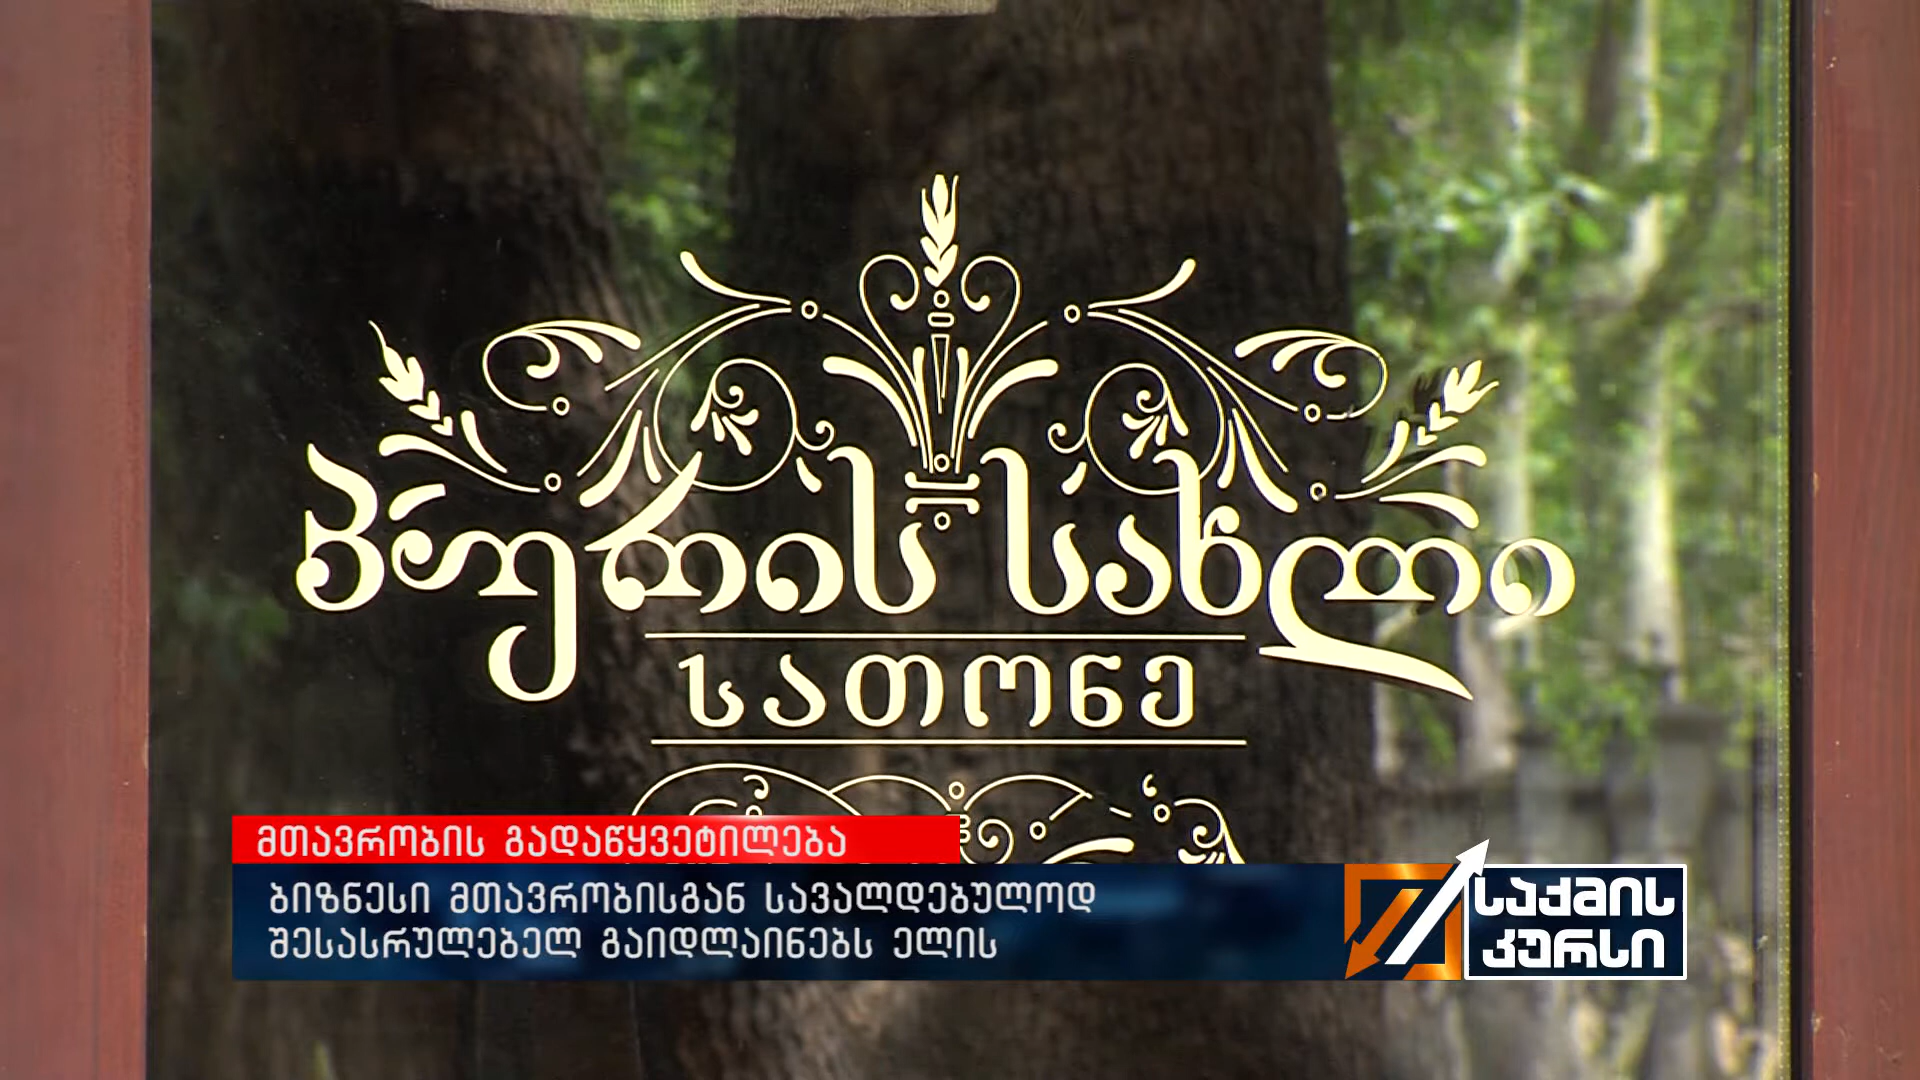 პურის სახლი
სათონე
მთავრობის გადაწყვეტილება
ბიზნესი მთავრობისგან სავალდებულოდ
შესასრულებელ გაიდლაინებს ელის
საქმის
კურსი